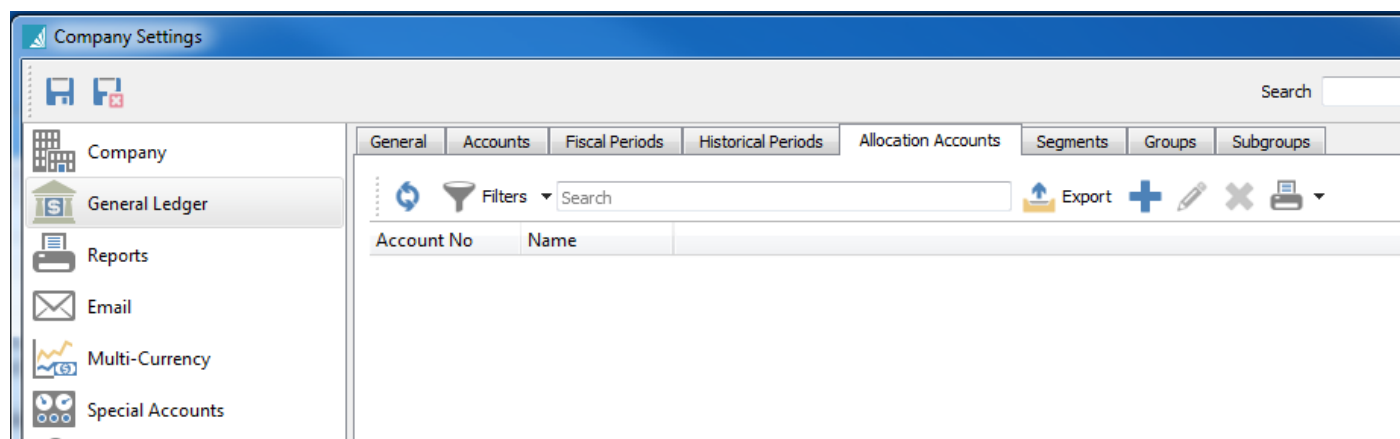 Company Settings
Search
Company
General Ledger
Reports
Email
Multi-Currency
Special Accounts
General Accounts Fiscal Periods Historical Periods Allocation Accounts Segments Groups Subgroups
Filters Search Export
Account No Name